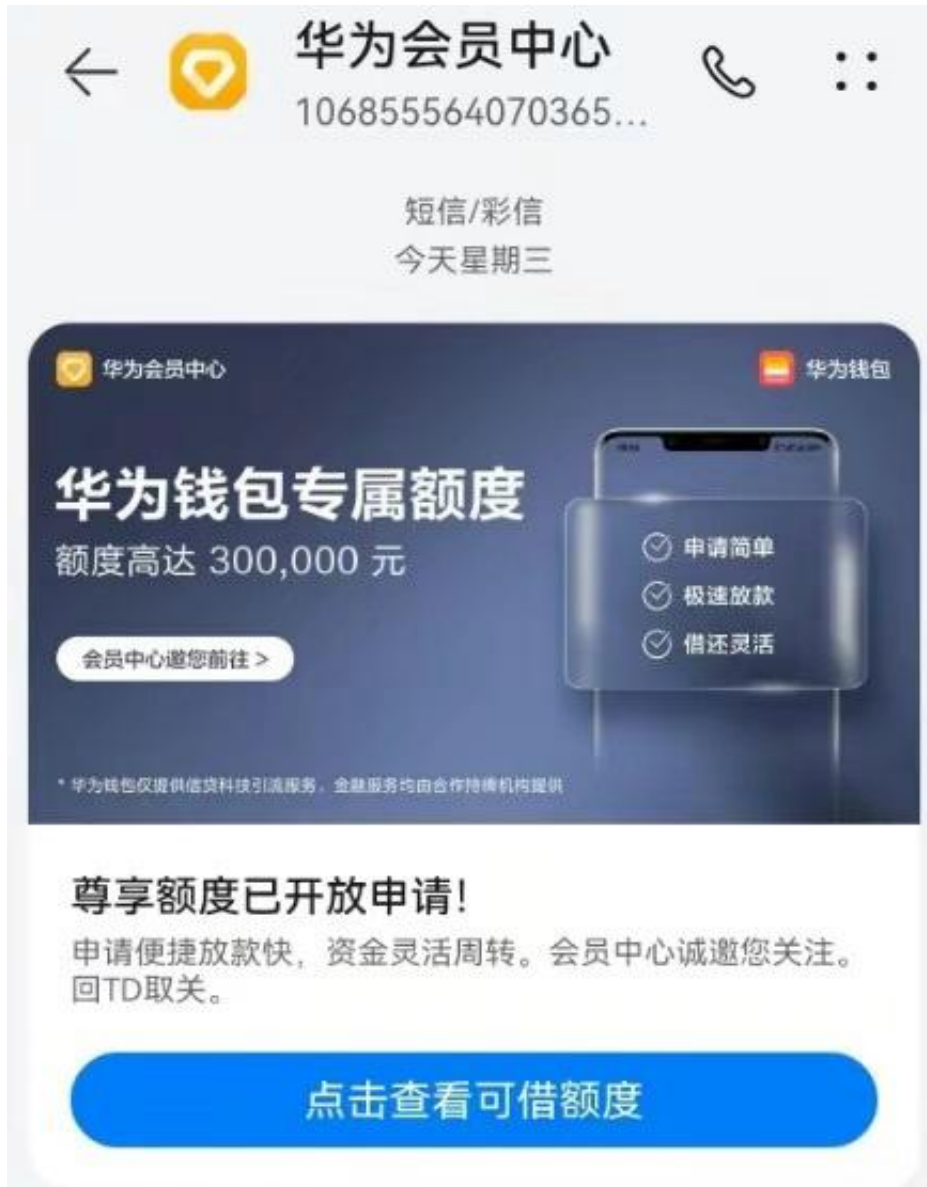 华为会员中心
106855564070365...
短信/彩信
今天星期三
华为会员中心
华为钱包
华为钱包专属额度
额度高达 300,000 元
申请简单
极速放款
借还灵活
会员中心邀您前往 >
* 华为钱包仅提供信贷科技引流服务，金融服务均由合作持牌机构提供
尊享额度已开放申请！
申请便捷放款快，资金灵活周转。会员中心诚邀您关注。
回TD取关。
点击查看可借额度